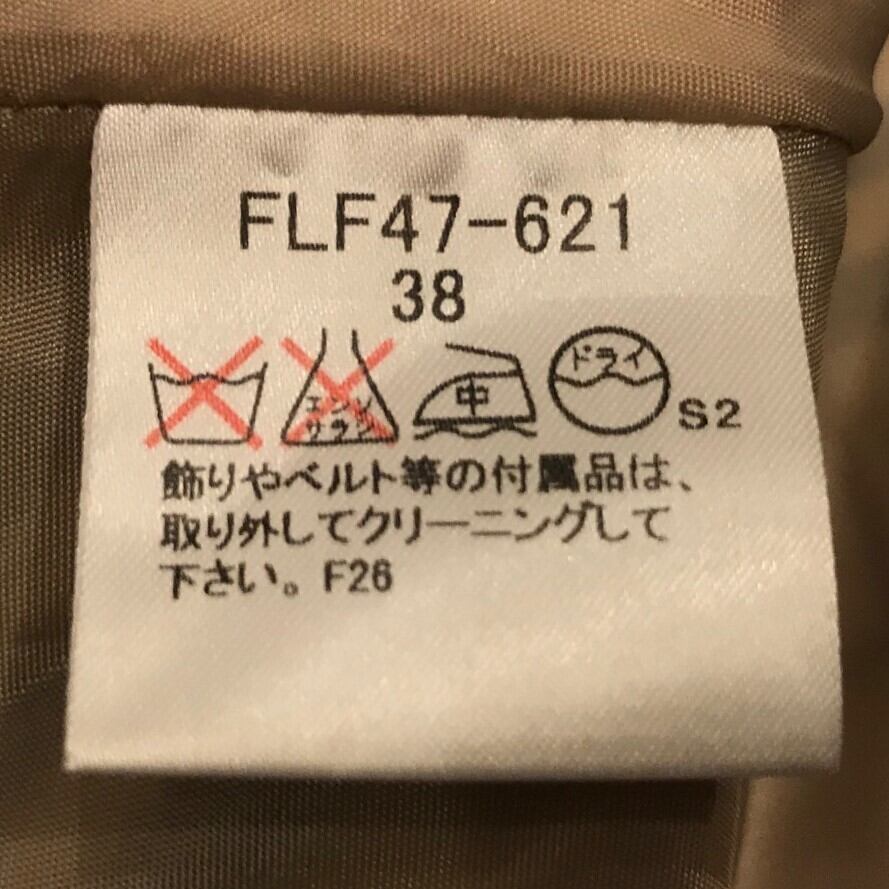 FLF47-621
38
エンソ
サラシ
中
ドライ
S2
飾りやベルト等の付属品は、
取り外してクリーニングして
下さい。F26